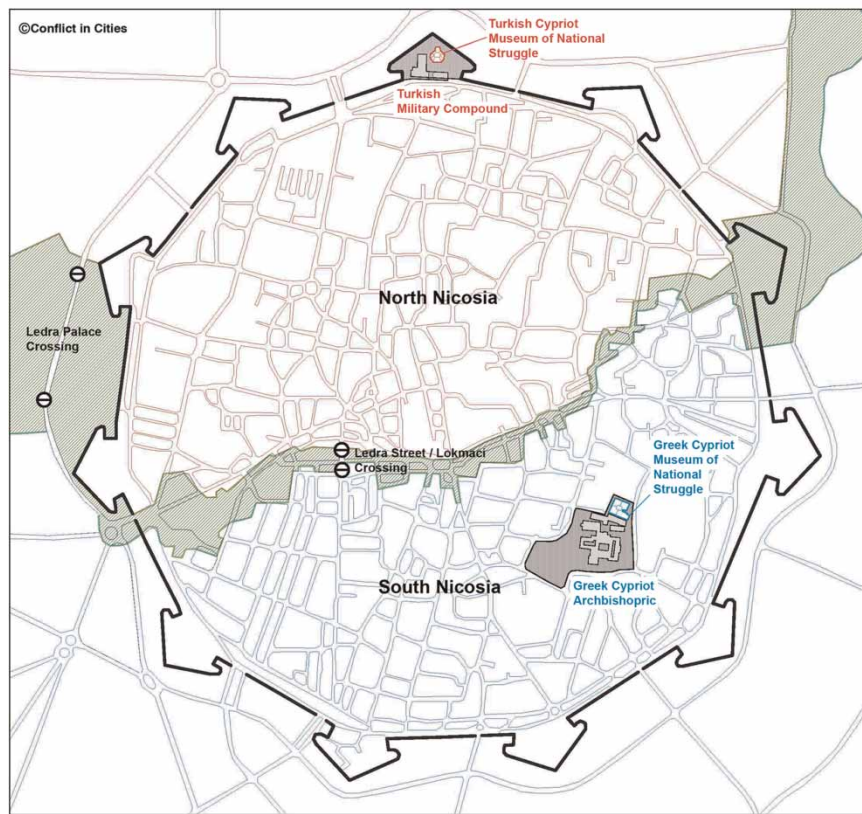 ©Conflict in Cities
Turkish Cypriot
Museum of National
Struggle
Turkish
Military Compound
North Nicosia
Ledra Palace
Crossing
Ledra Street / Lokmaci
Crossing
Greek Cypriot
Museum of
National
Struggle
South Nicosia
Greek Cypriot
Archbishopric